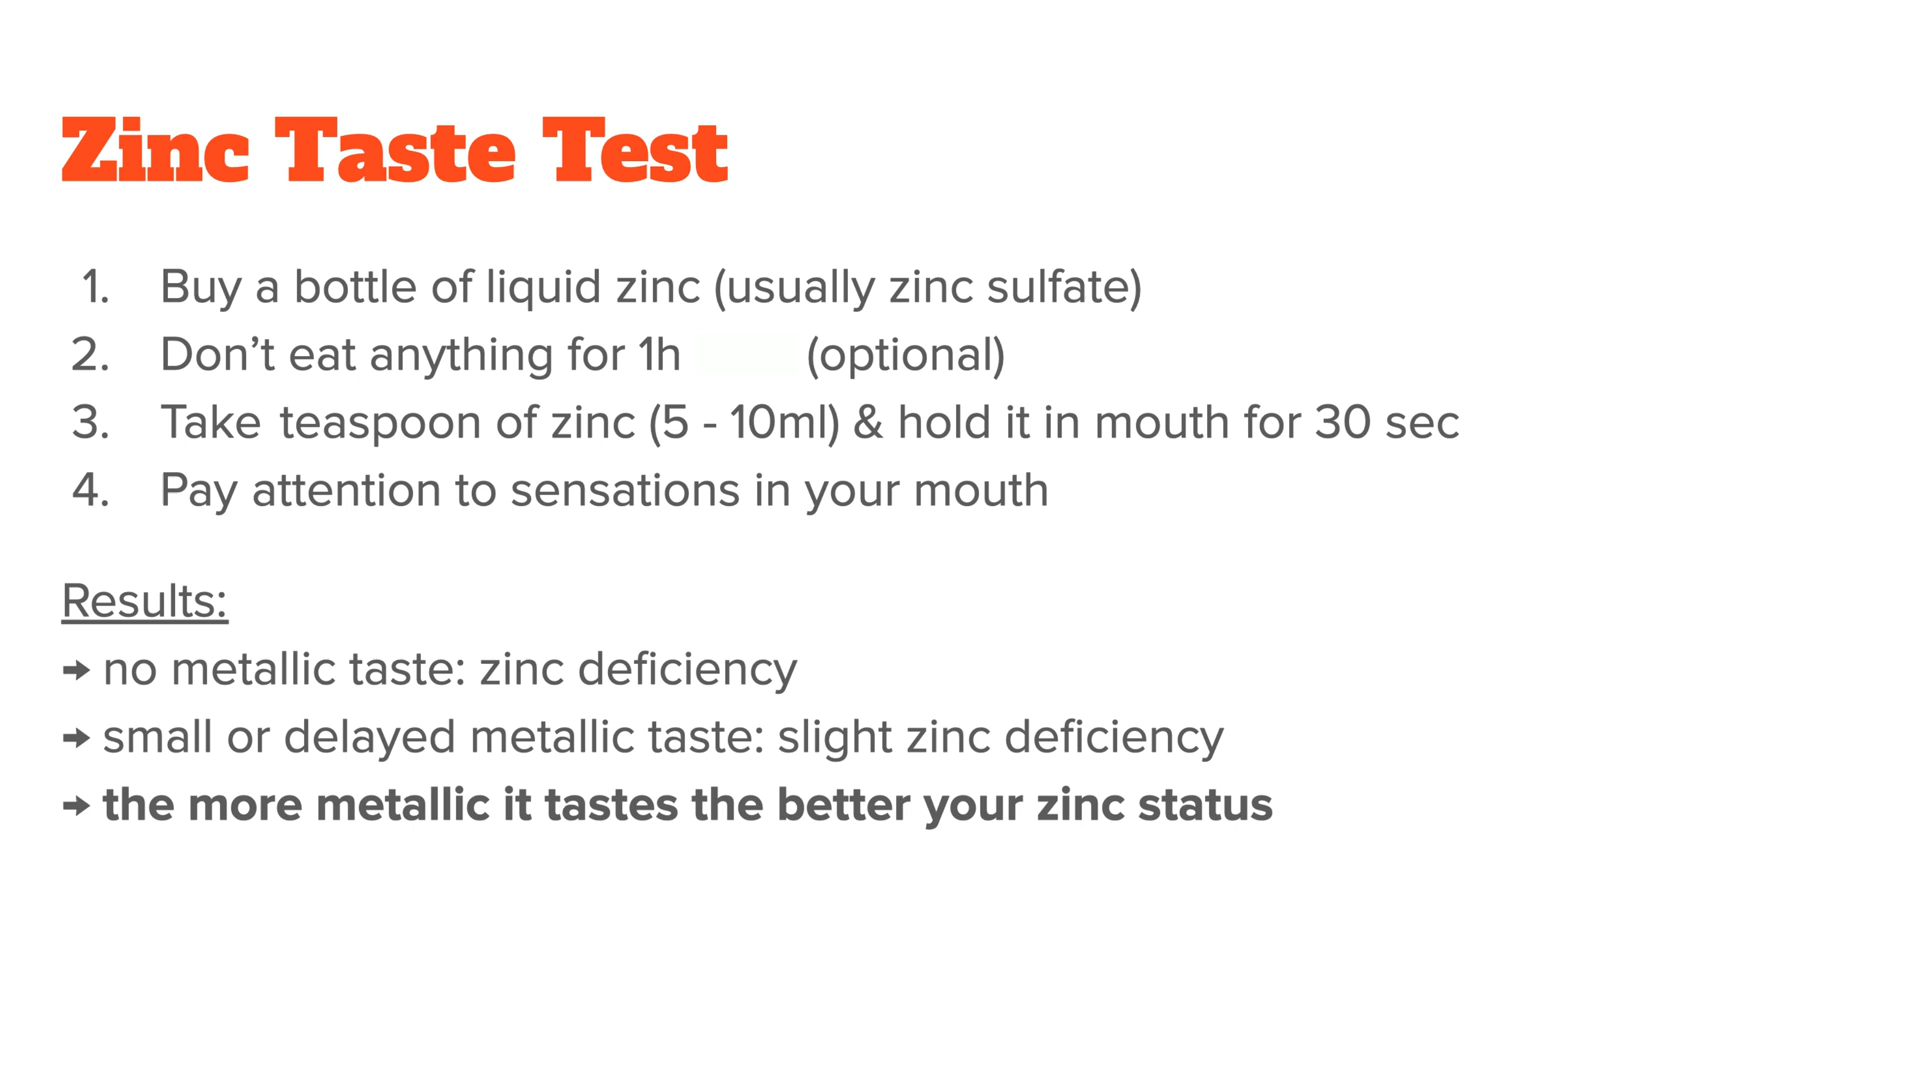 Zinc Taste Test
1. Buy a bottle of liquid zinc (usually zinc sulfate)
2. Don’t eat anything for 1h (optional)
3. Take teaspoon of zinc (5 - 10ml) & hold it in mouth for 30 sec
4. Pay attention to sensations in your mouth
Results:
→ no metallic taste: zinc deficiency
→ small or delayed metallic taste: slight zinc deficiency
→ the more metallic it tastes the better your zinc status